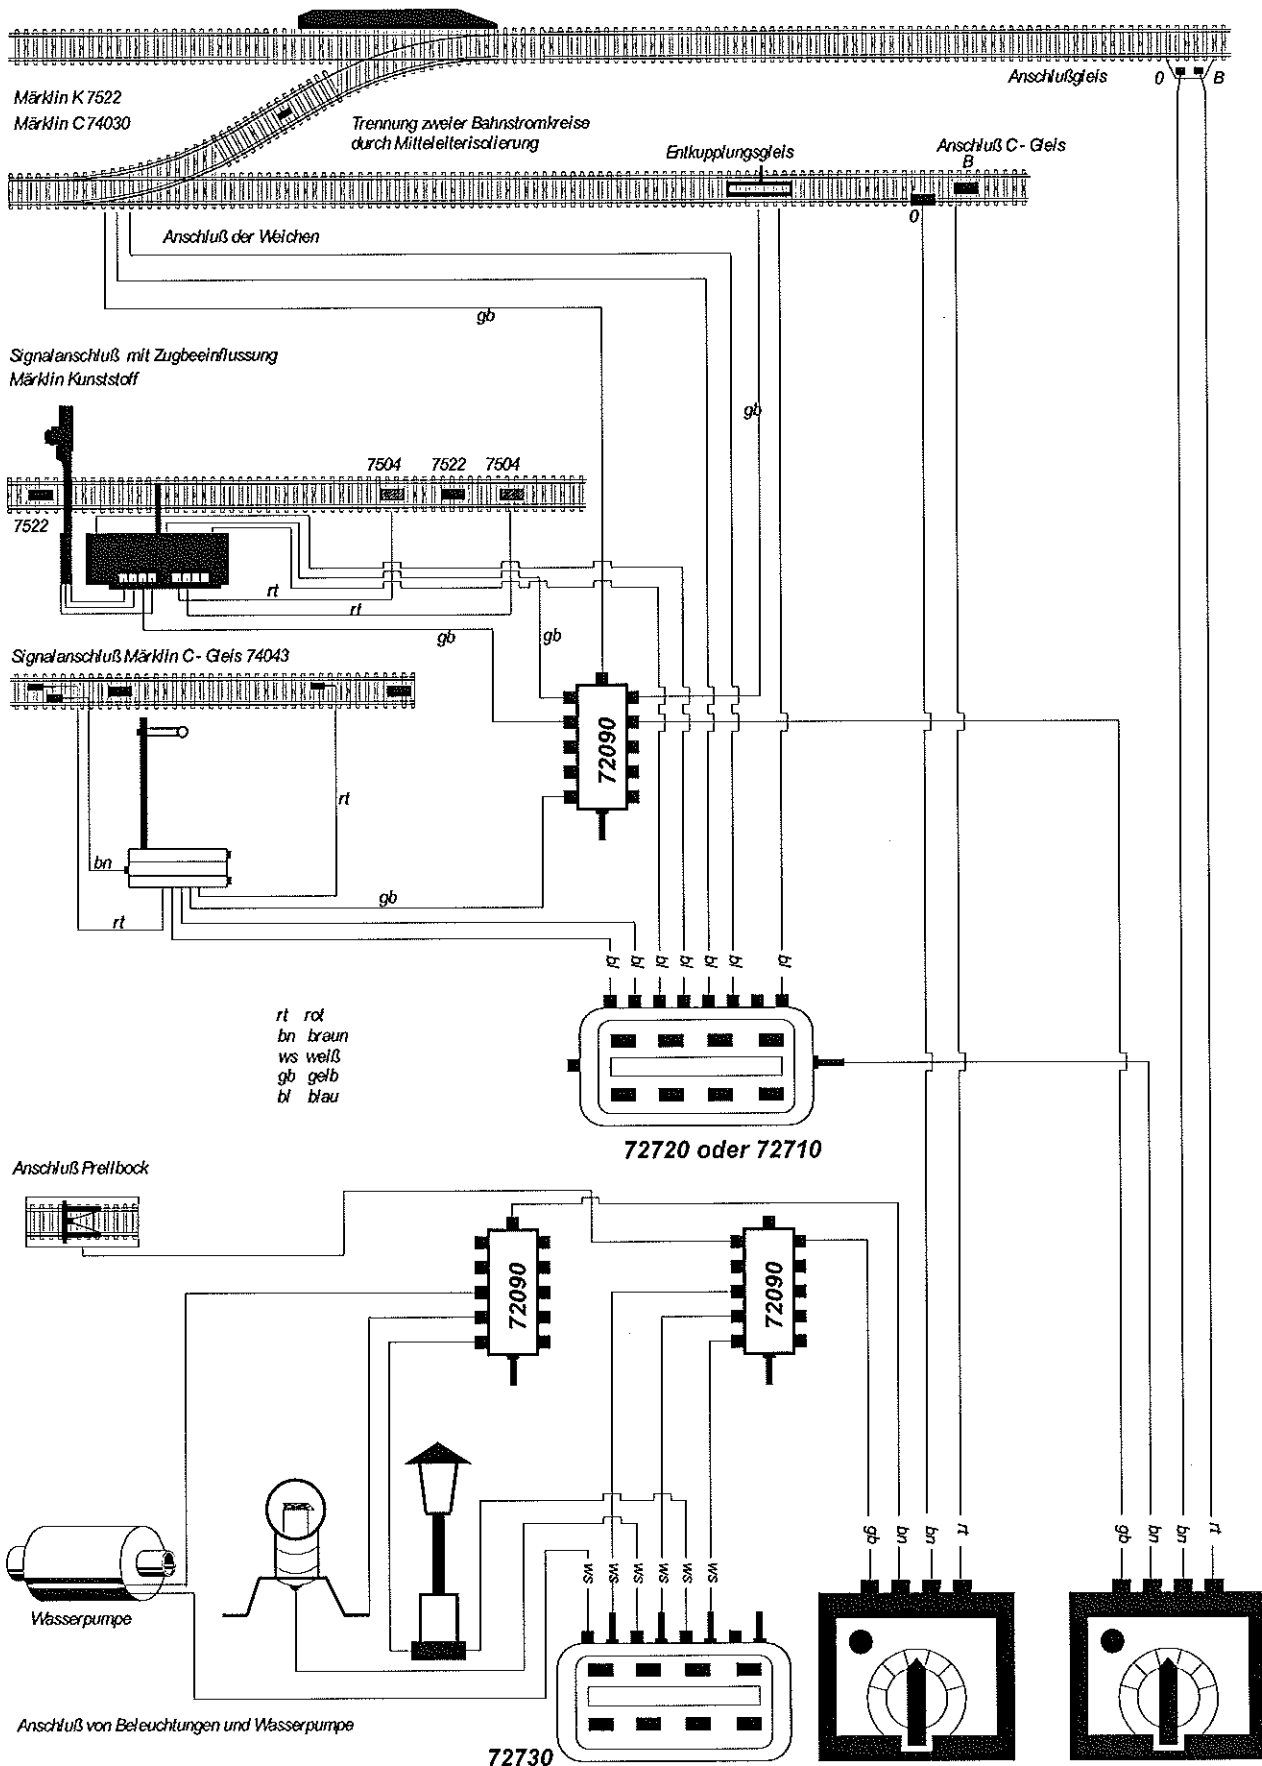 Anschlußgleis
0
B
Märklin K 7522
Märklin C 74030
Trennung zweier Bahnstromkreise
durch Mittelleiterisolierung
Entkupplungsgleis
Anschluß C - Gleis
B
0
Anschluß der Weichen
gb
Signalanschluß mit Zugbeeinflussung
Märklin Kunststoff
gb
7504
7522
7504
7522
rt
rt
gb
gb
Signalanschluß Märklin C - Gleis 74043
72090
rt
bn
gb
rt
bl
bl
bl
bl
bl
bl
bl
rt rot
bn braun
ws weiß
gb gelb
bl blau
72720 oder 72710
Anschluß Prellbock
72090
72090
gb
bn
bn
rt
gb
bn
bn
rt
ws
ws
ws
ws
ws
ws
Wasserpumpe
Anschluß von Beleuchtungen und Wasserpumpe
72730